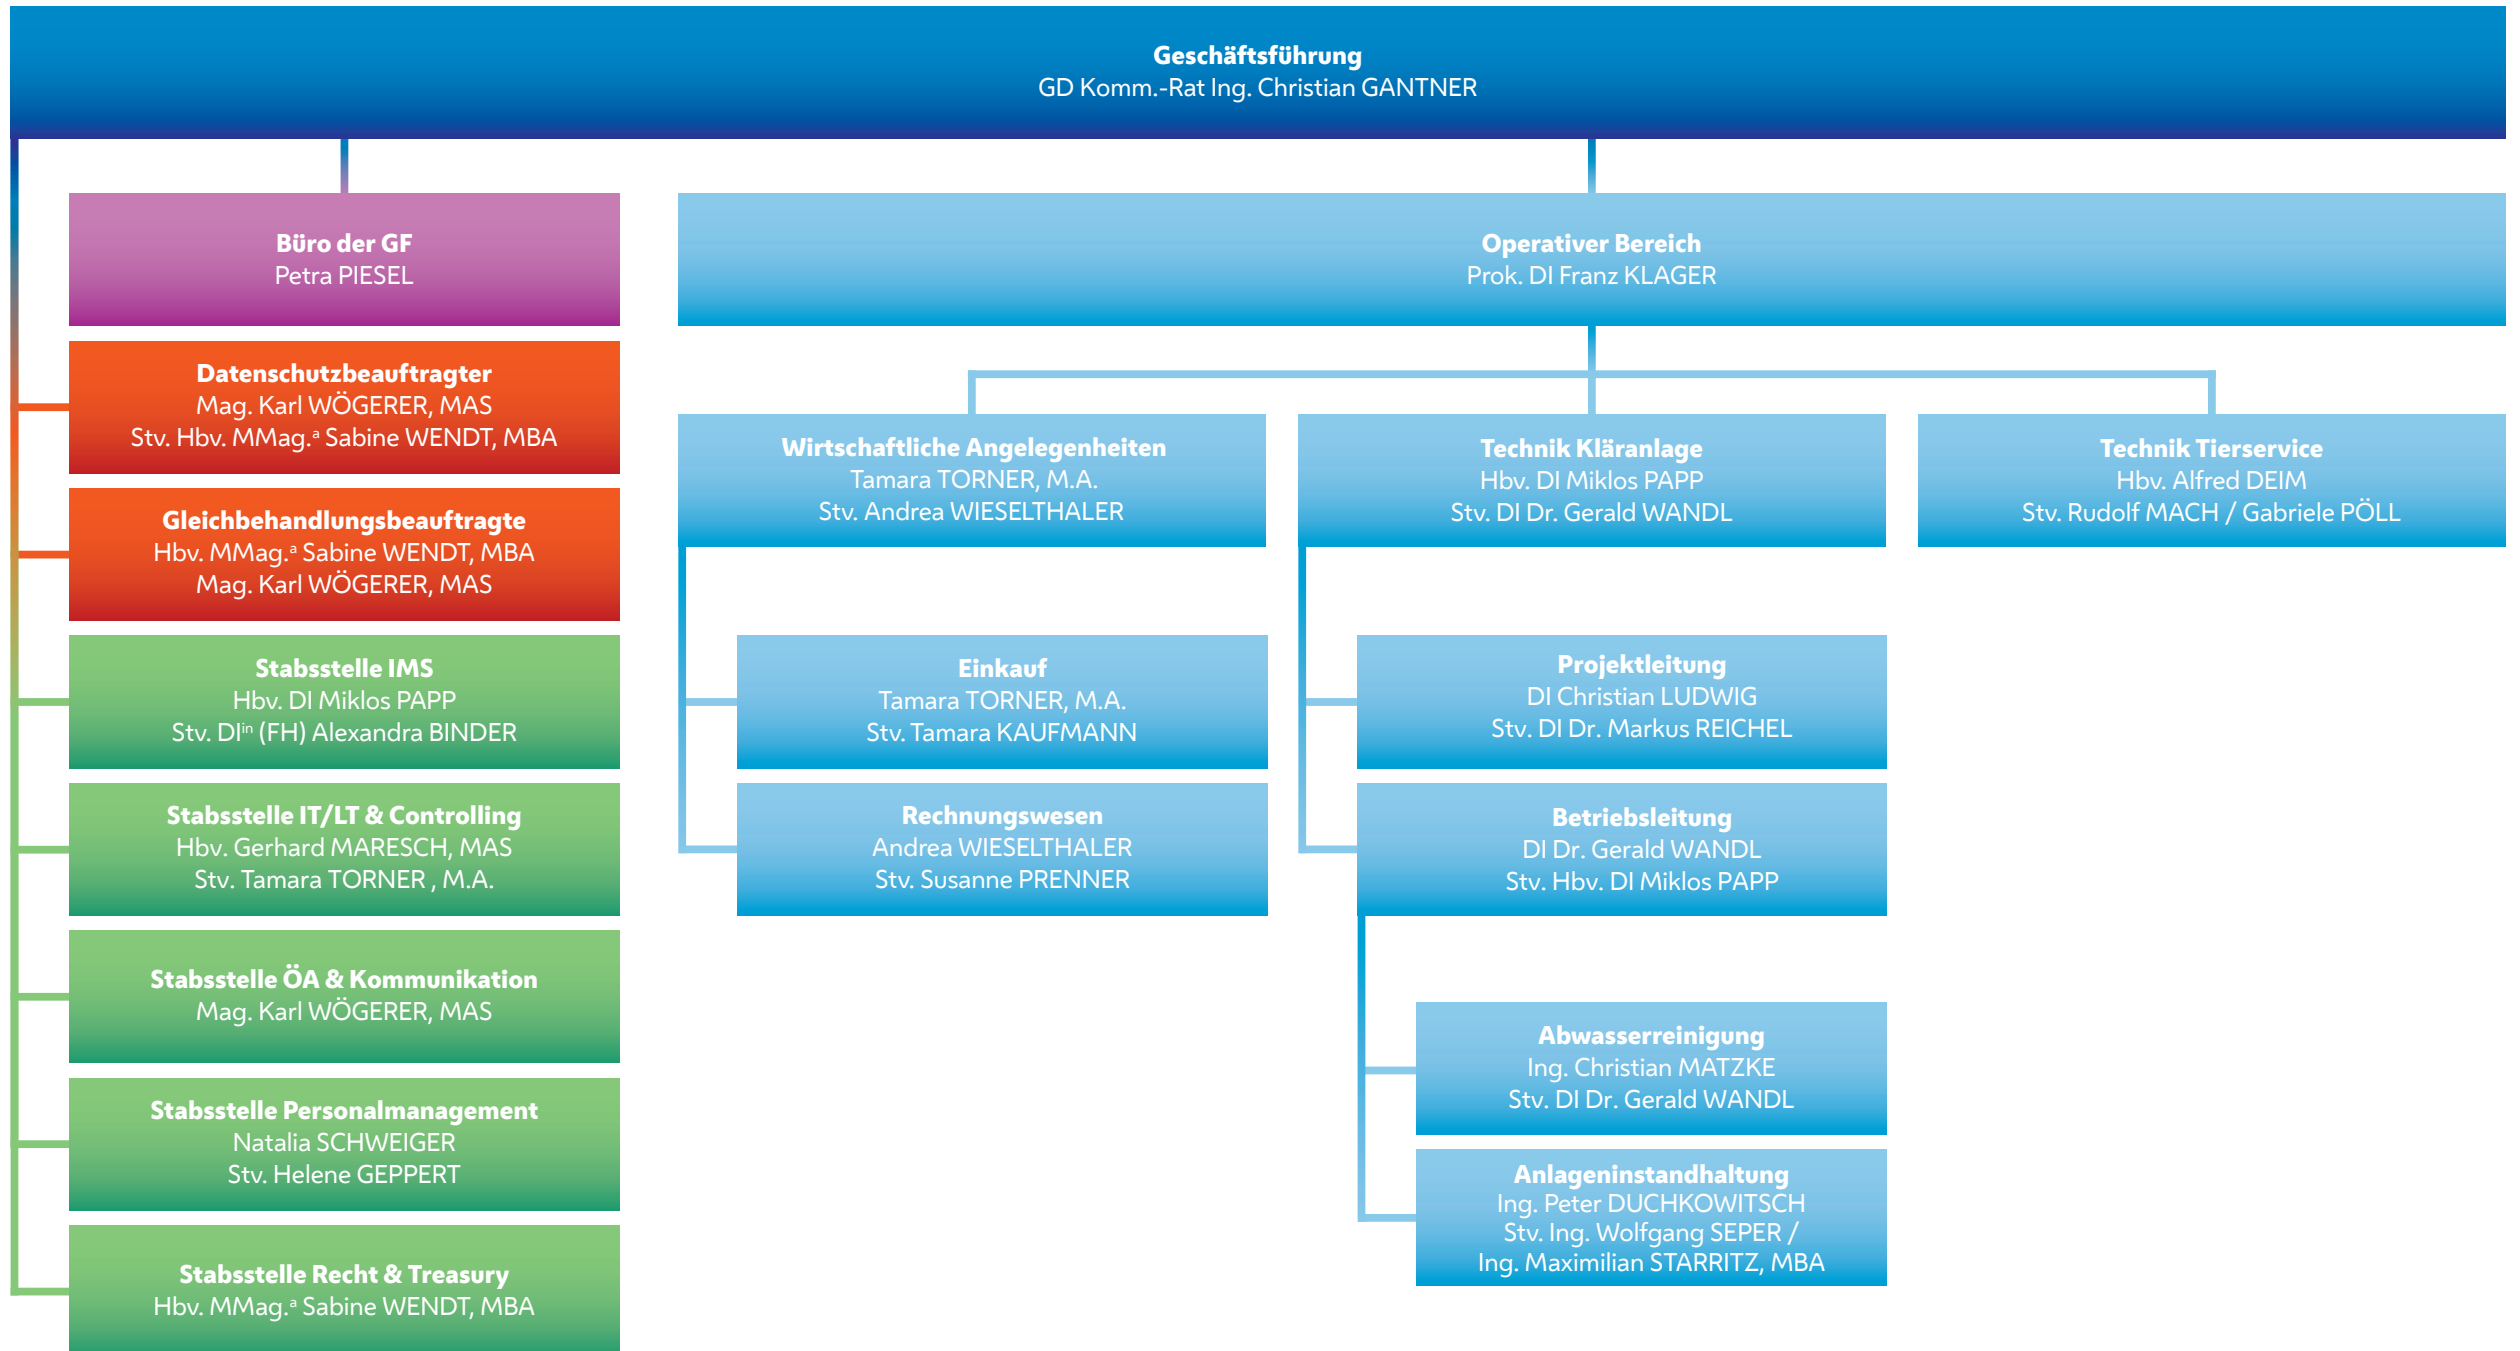 Geschäftsführung
GD Komm.-Rat Ing. Christian GANTNER
Büro der GF
Petra PIESEL
Datenschutzbeauftragter
Mag. Karl WÖGERER, MAS
Stv. Hbv. MMag.ª Sabine WENDT, MBA
Gleichbehandlungsbeauftragte
Hbv. MMag.ª Sabine WENDT, MBA
Mag. Karl WÖGERER, MAS
Stabsstelle IMS
Hbv. DI Miklos PAPP
Stv. DIⁱⁿ (FH) Alexandra BINDER
Stabsstelle IT/LT & Controlling
Hbv. Gerhard MARESCH, MAS
Stv. Tamara TORNER , M.A.
Stabsstelle ÖA & Kommunikation
Mag. Karl WÖGERER, MAS
Stabsstelle Personalmanagement
Natalia SCHWEIGER
Stv. Helene GEPPERT
Stabsstelle Recht & Treasury
Hbv. MMag.ª Sabine WENDT, MBA
Operativer Bereich
Prok. DI Franz KLAGER
Wirtschaftliche Angelegenheiten
Tamara TORNER, M.A.
Stv. Andrea WIESELTHALER
Einkauf
Tamara TORNER, M.A.
Stv. Tamara KAUFMANN
Rechnungswesen
Andrea WIESELTHALER
Stv. Susanne PRENNER
Technik Kläranlage
Hbv. DI Miklos PAPP
Stv. DI Dr. Gerald WANDL
Projektleitung
DI Christian LUDWIG
Stv. DI Dr. Markus REICHEL
Betriebsleitung
DI Dr. Gerald WANDL
Stv. Hbv. DI Miklos PAPP
Abwasserreinigung
Ing. Christian MATZKE
Stv. DI Dr. Gerald WANDL
Anlageninstandhaltung
Ing. Peter DUCHKOWITSCH
Stv. Ing. Wolfgang SEPER /
Ing. Maximilian STARRITZ, MBA
Technik Tierservice
Hbv. Alfred DEIM
Stv. Rudolf MACH / Gabriele PÖLL